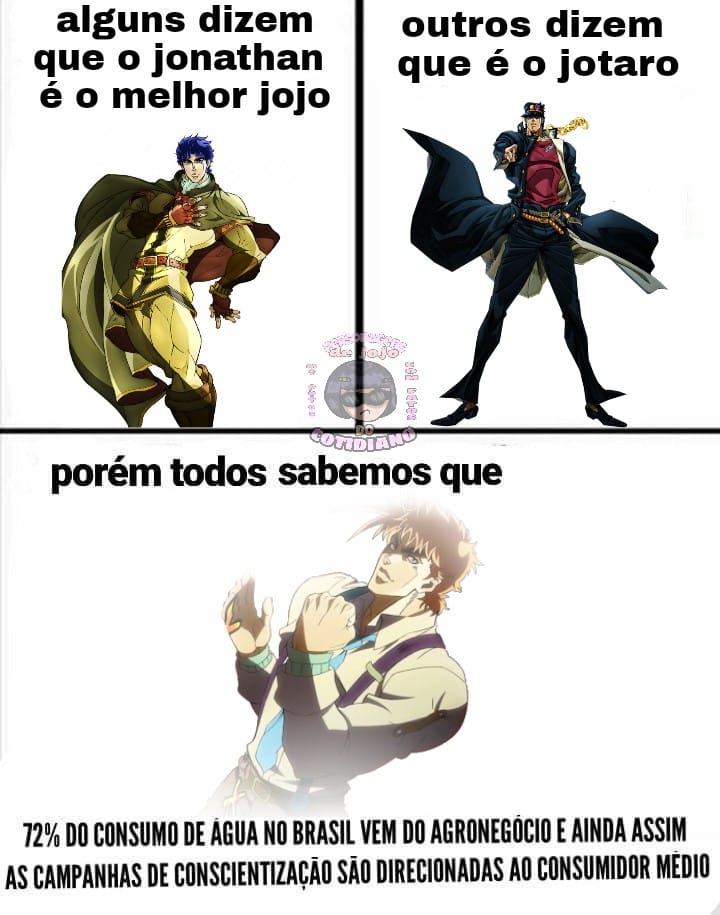 alguns dizem
que o jonathan
é o melhor jojo
outros dizem
que é o jotaro
de jojo
DO
COTIDIANO
porém todos sabemos que
72% DO CONSUMO DE ÁGUA NO BRASIL VEM DO AGRONEGÓCIO E AINDA ASSIM
AS CAMPANHAS DE CONSCIENTIZAÇÃO SÃO DIRECIONADAS AO CONSUMIDOR MÉDIO